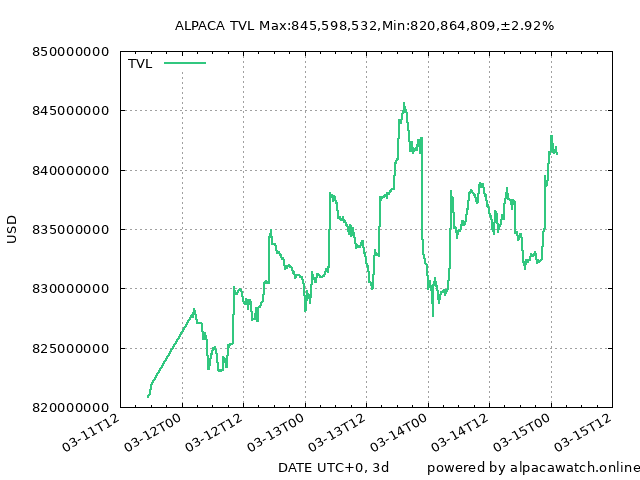 ALPACA TVL Max:845,598,532,Min:820,864,809,±2.92%
850000000
TVL
845000000
840000000
835000000
USD
830000000
825000000
820000000
03-11T12
03-12T00
03-12T12
03-13T00
03-13T12
03-14T00
03-14T12
03-15T00
03-15T12
DATE UTC+0, 3d
powered by alpacawatch.online